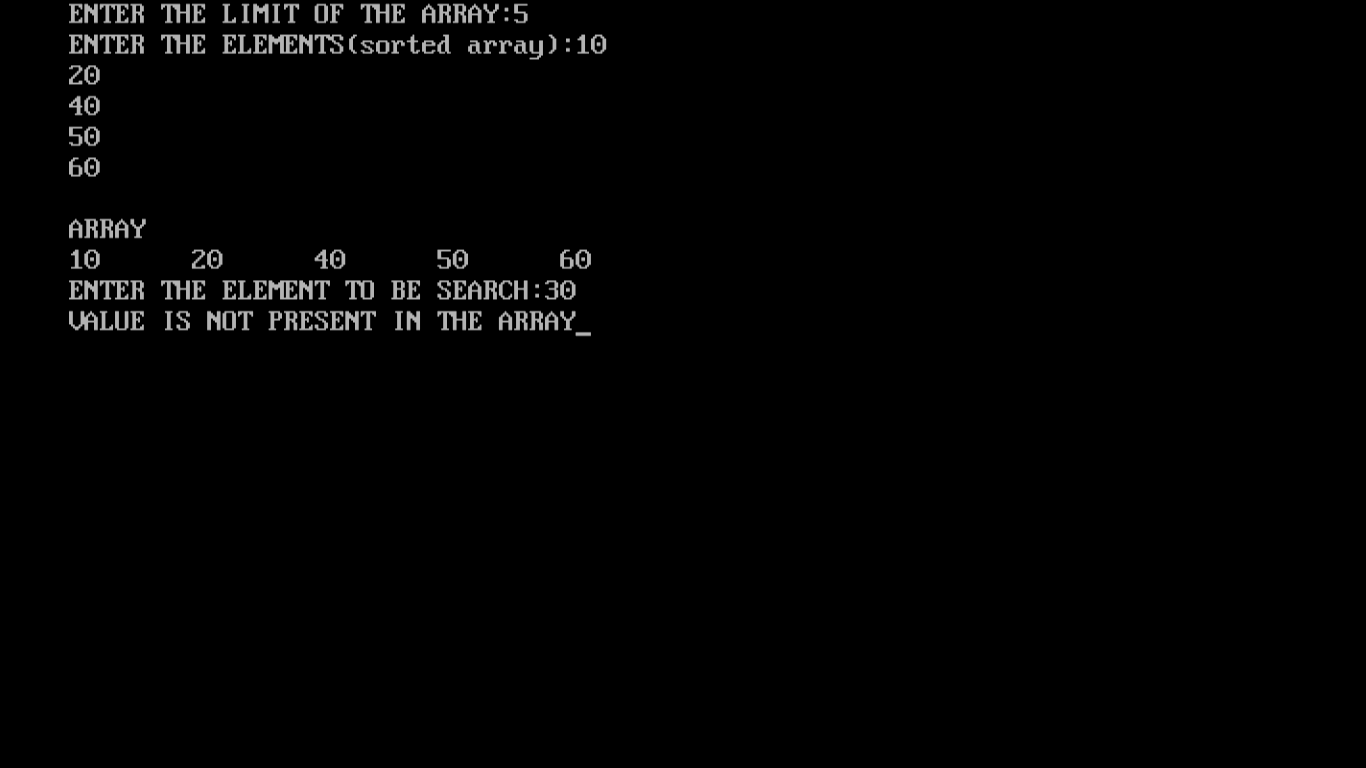 ENTER THE LIMIT OF THE ARRAY:5
ENTER THE ELEMENTS(sorted array):10
20
40
50
60
ARRAY
10 20 40 50 60
ENTER THE ELEMENT TO BE SEARCH:30
VALUE IS NOT PRESENT IN THE ARRAY_